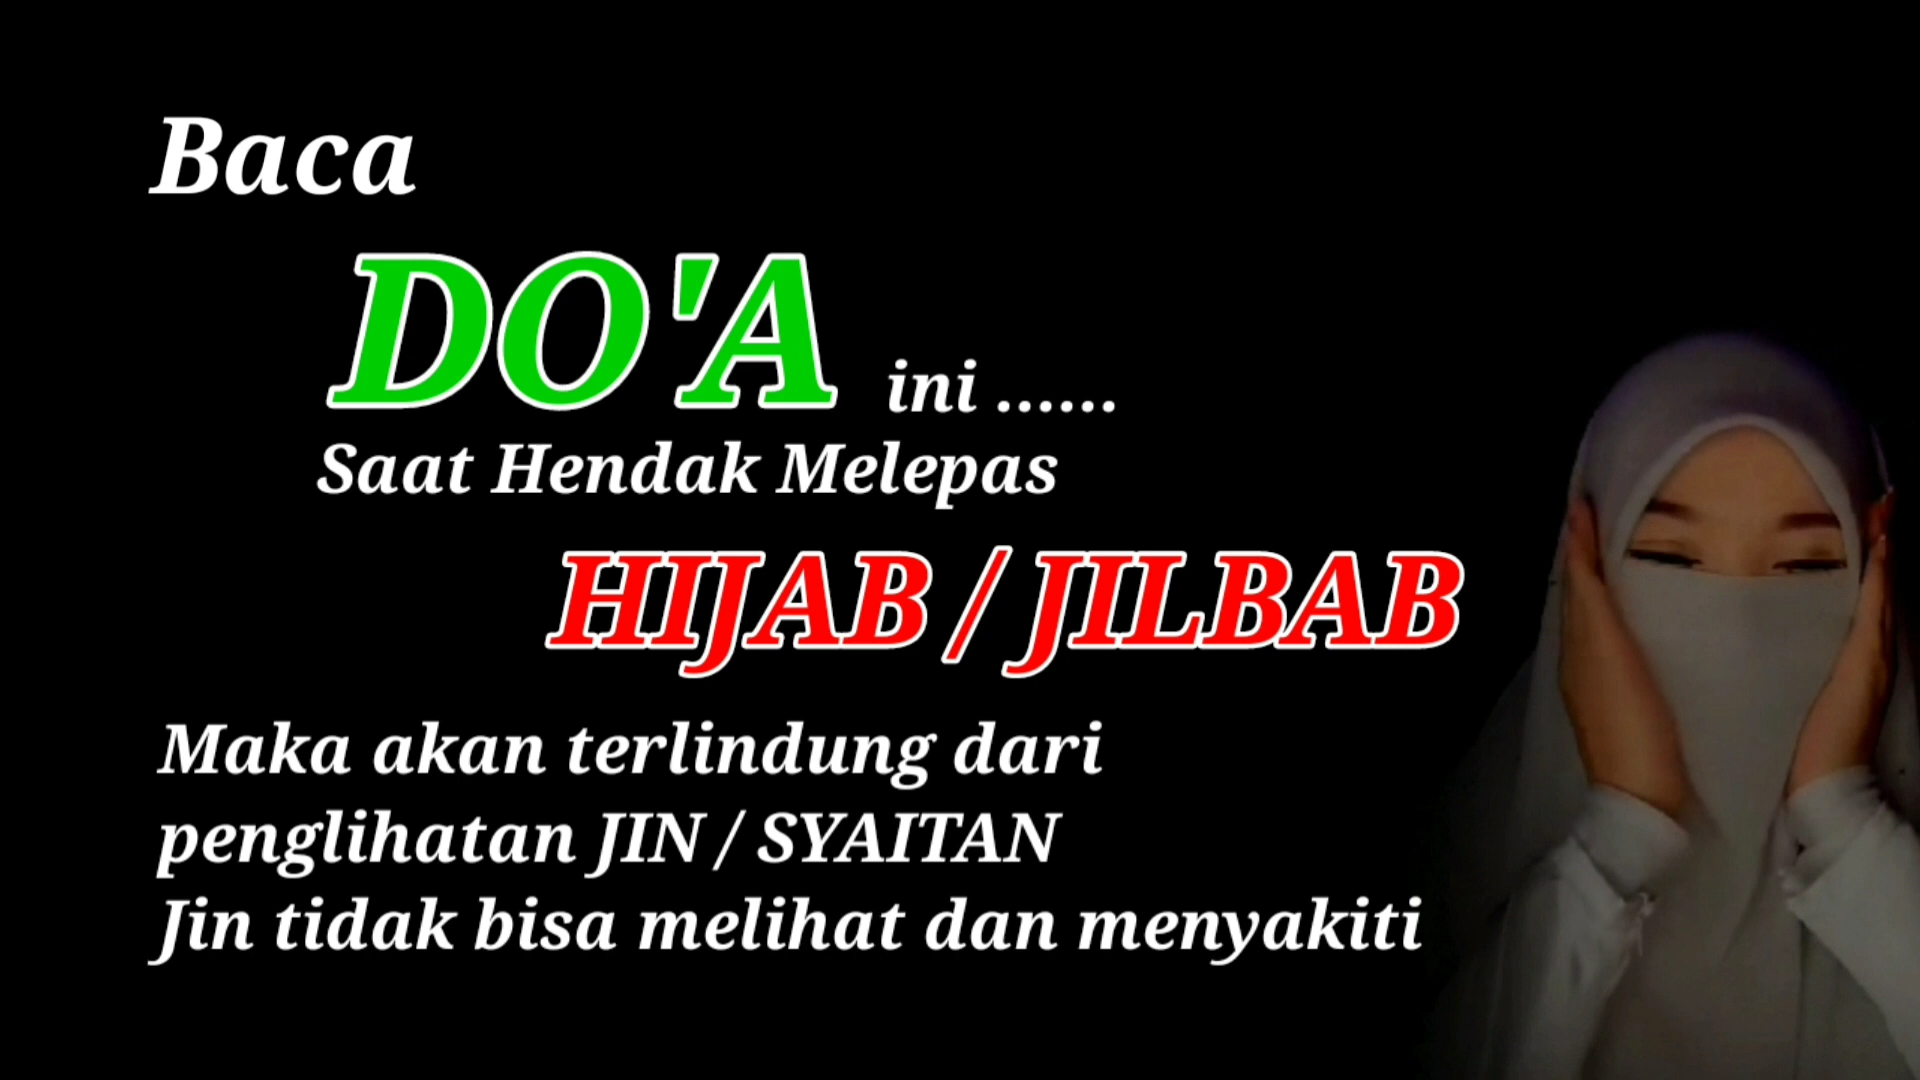 Baca
DO'A ini ......
Saat Hendak Melepas
HIJAB / JILBAB
Maka akan terlindung dari
penglihatan JIN / SYAITAN
Jin tidak bisa melihat dan menyakiti